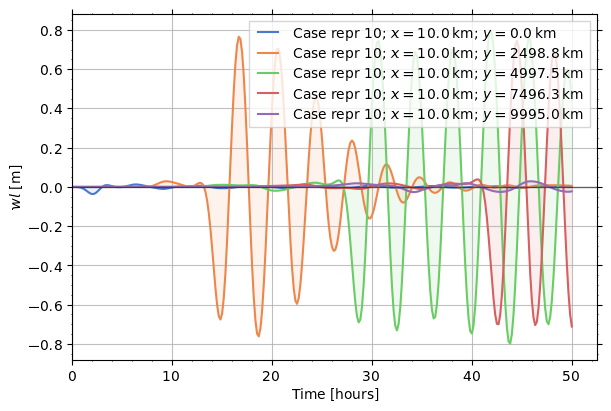 Case repr 10; x = 10.0 km; y = 0.0 km
Case repr 10; x = 10.0 km; y = 2498.8 km
Case repr 10; x = 10.0 km; y = 4997.5 km
Case repr 10; x = 10.0 km; y = 7496.3 km
Case repr 10; x = 10.0 km; y = 9995.0 km
wl [m]
0.8
0.6
0.4
0.2
0.0
−0.2
−0.4
−0.6
−0.8
0 10 20 30 40 50
Time [hours]